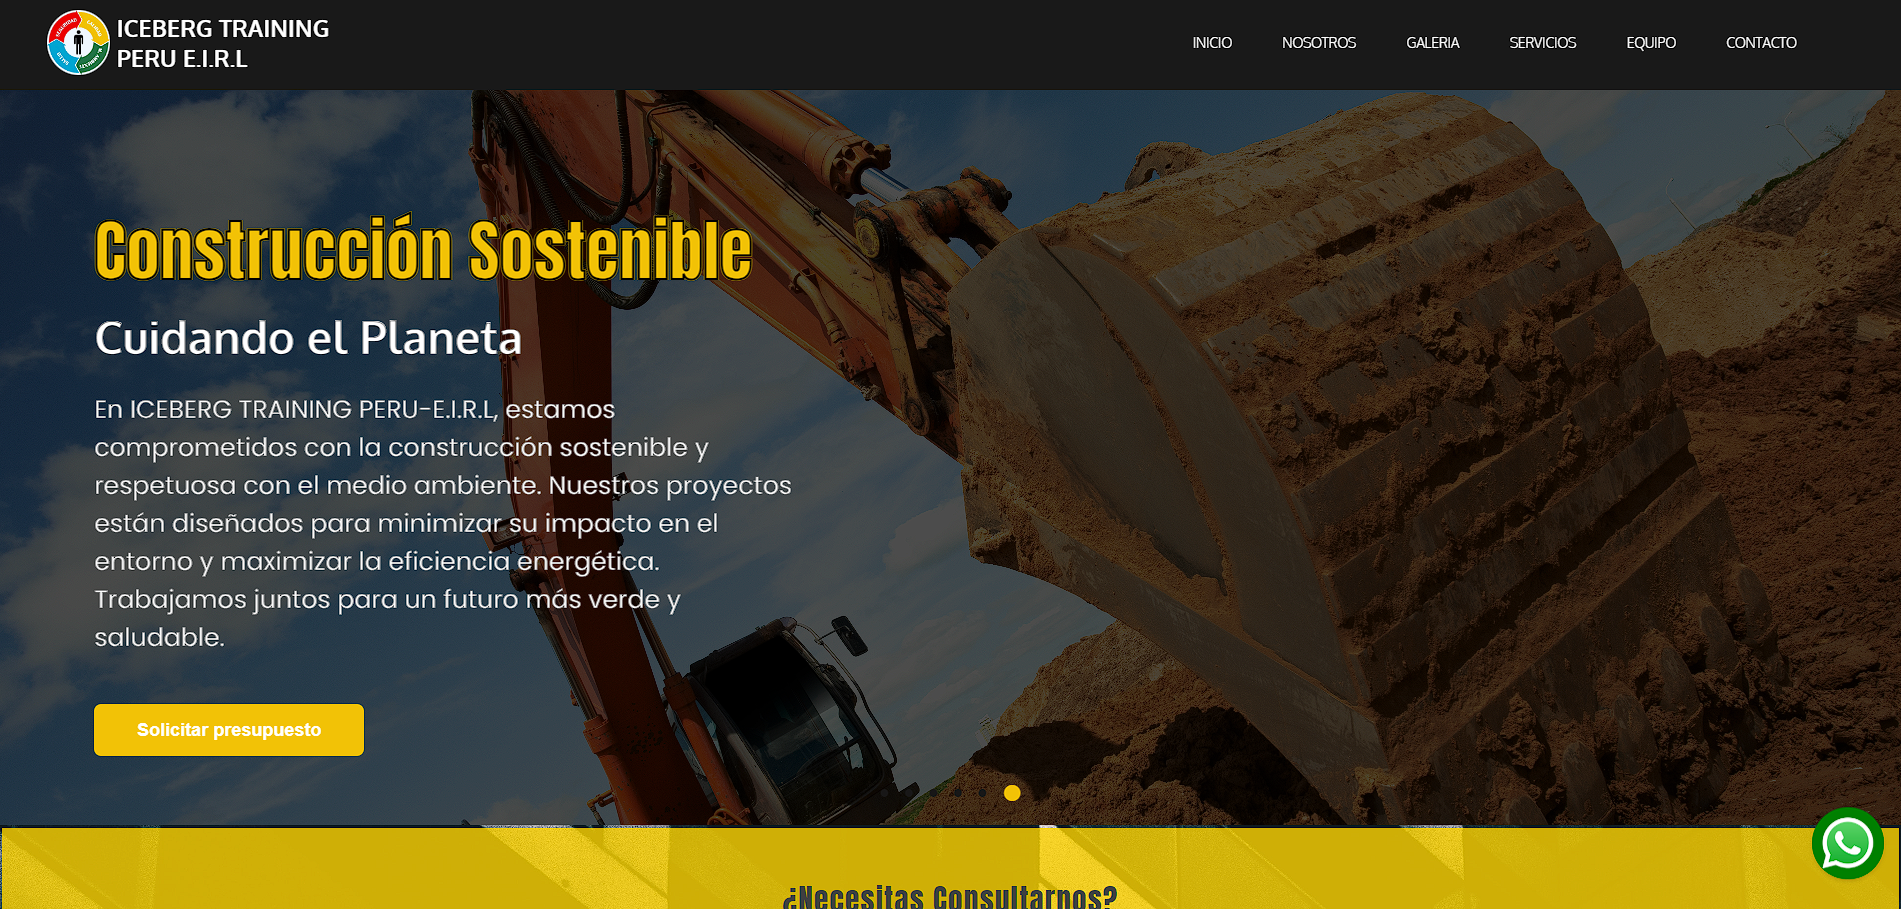 ICEBERG TRAINING
PERU E.I.R.L
INICIO
NOSOTROS
GALERIA
SERVICIOS
EQUIPO
CONTACTO
Construcción Sostenible
Cuidando el Planeta
En ICEBERG TRAINING PERU-E.I.R.L, estamos
comprometidos con la construcción sostenible y
respetuosa con el medio ambiente. Nuestros proyectos
están diseñados para minimizar su impacto en el
entorno y maximizar la eficiencia energética.
Trabajamos juntos para un futuro más verde y
saludable.
Solicitar presupuesto
¿Necesitas Consultarnos?